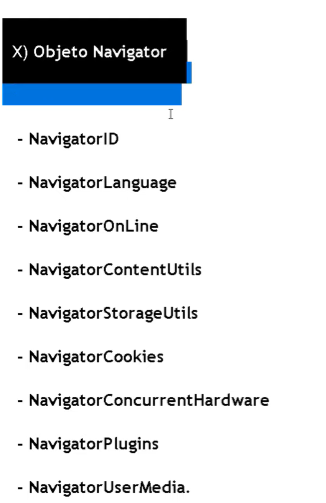 X) Objeto Navigator
- NavigatorID
- NavigatorLanguage
- NavigatorOnLine
- NavigatorContentUtils
- NavigatorStorageUtils
- NavigatorCookies
- NavigatorConcurrentHardware
- NavigatorPlugins
- NavigatorUserMedia.